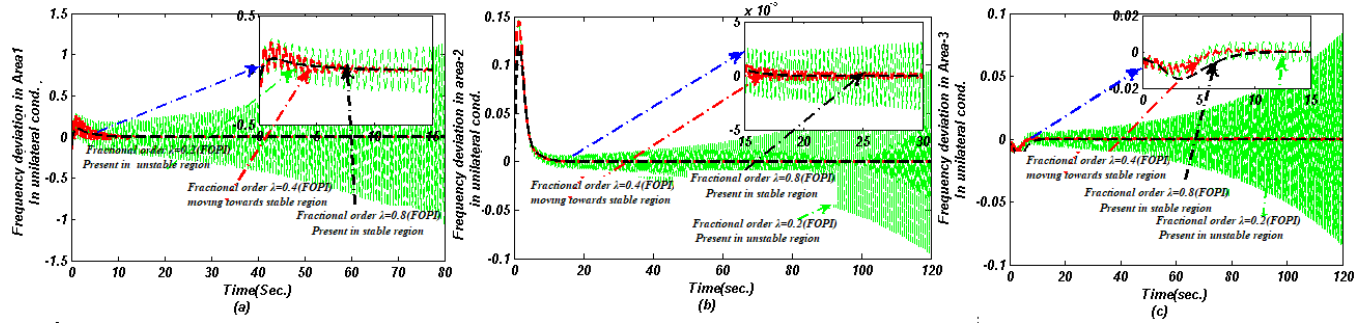 Frequency deviation in Area1
In unilateral cond.
1.5
1
0.5
0
-0.5
-1
-1.5
0
10
20
30
40
50
60
70
80
0.5
-0.5
0
5
10
15
Fractional order λ=0.2(FOPI)
Present in unstable region
Fractional order λ=0.4(FOPI)
moving towards stable region
Fractional order λ=0.8(FOPI)
Present in stable region
Time(Sec.)
(a)
Frequency deviation in area-2
In unilateral cond.
0.15
0.1
0.05
0
-0.05
-0.1
0
20
40
60
80
100
120
x 10
5
0
-5
15
20
25
30
Fractional order λ=0.4(FOPI)
moving towards stable region
Fractional order λ=0.8(FOPI)
Present in stable region
Fractional order λ=0.2(FOPI)
Present in unstable region
Time(sec.)
(b)
Frequency deviation in Area-3
In unilateral cond.
0.1
0.05
0
-0.05
-0.1
0
20
40
60
80
100
120
0.02
0
0.02
0
5
10
15
Fractional order λ=0.4(FOPI)
moving towards stable region
Fractional order λ=0.8(FOPI)
Present in stable region
Fractional order λ=0.2(FOPI)
Present in unstable region
Time(sec.)
(c)